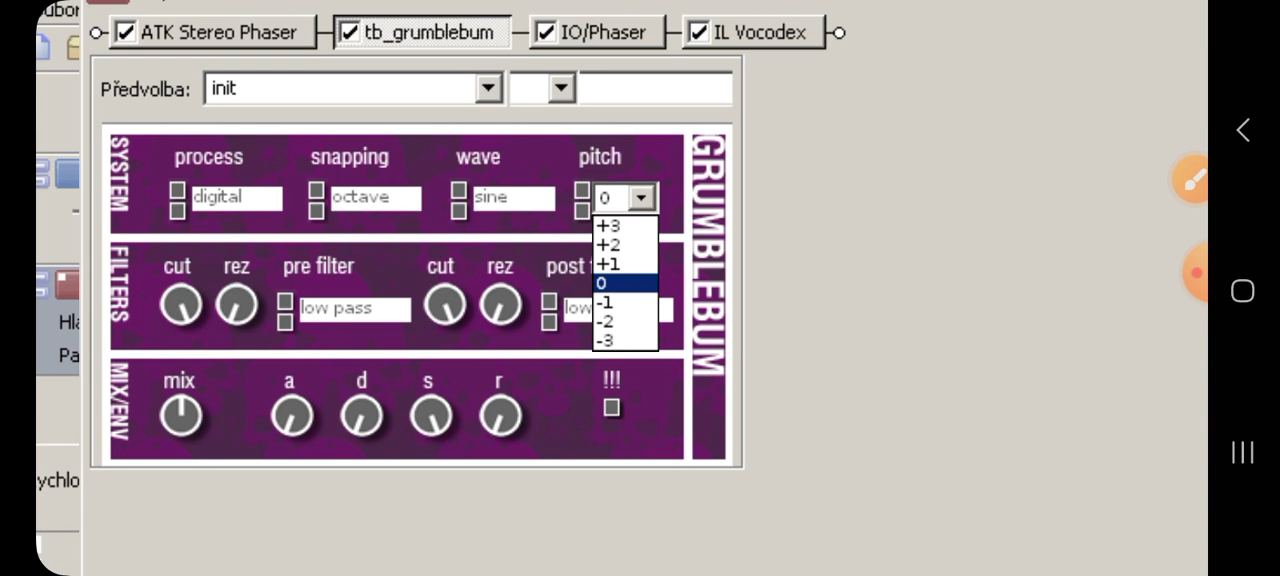 ubor
ATK Stereo Phaser
tb_grumblebum
IO/Phaser
IL Vocodex
Předvolba:
init
SYSTEM
process
snapping
wave
pitch
digital
octave
sine
0
+3
+2
+1
0
-1
-2
-3
GRUMBLEBUM
FILTERS
cut
rez
pre filter
cut
rez
post
low pass
low
Hla
Pa
MIX/ENV
mix
a
d
s
r
!!!
ychlo